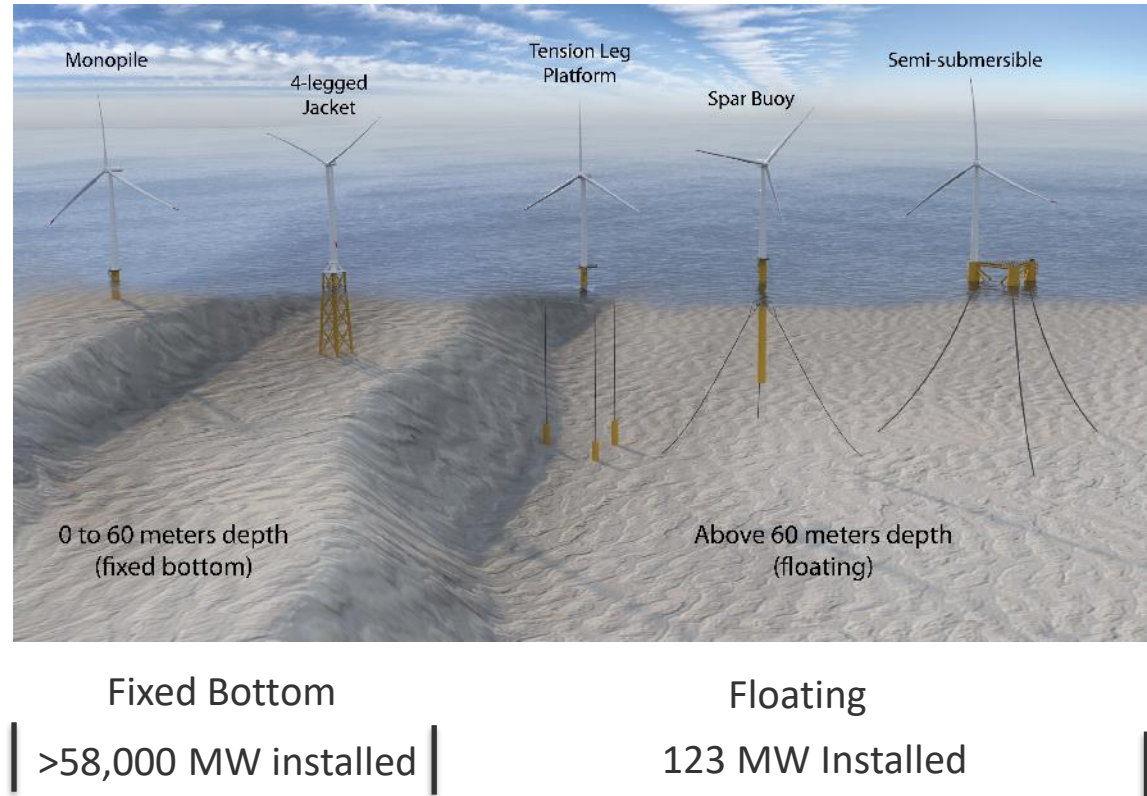 Monopile
4-legged
Jacket
Tension Leg
Platform
Spar Buoy
Semi-submersible
0 to 60 meters depth
(fixed bottom)
Above 60 meters depth
(floating)
Fixed Bottom
Floating
>58,000 MW installed
123 MW Installed